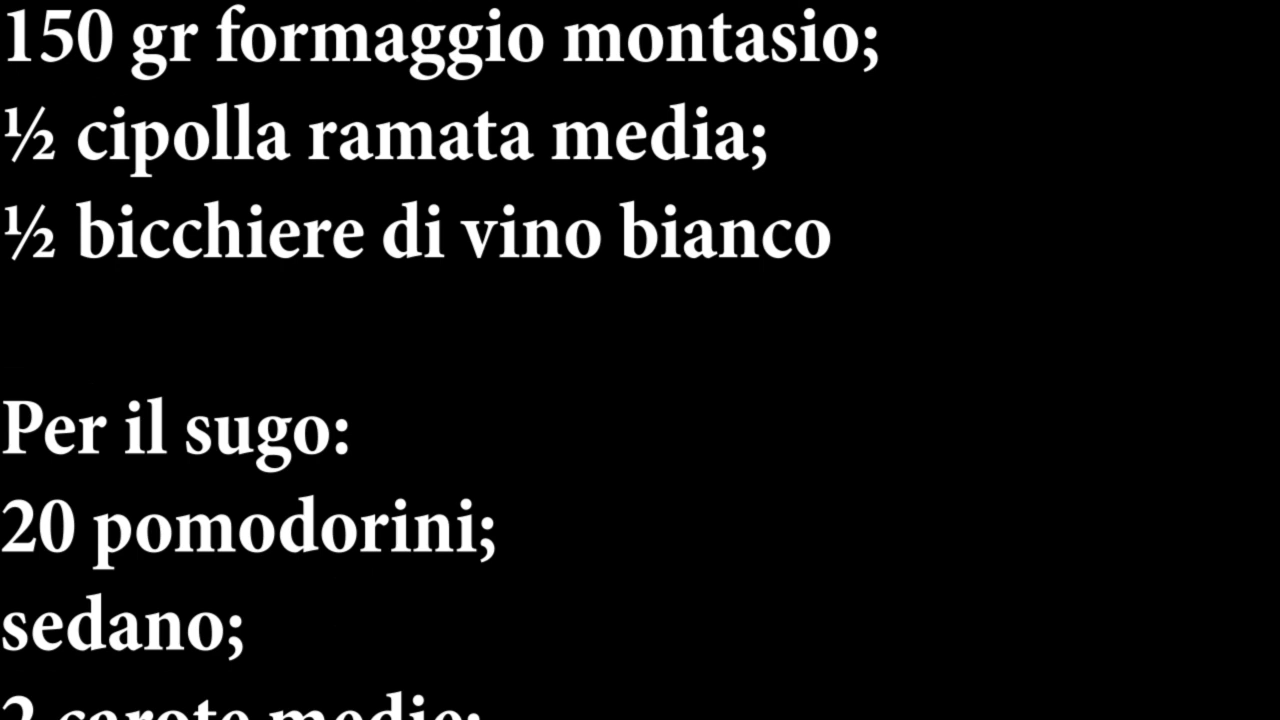 150 gr formaggio montasio;
½ cipolla ramata media;
½ bicchiere di vino bianco
Per il sugo:
20 pomodorini;
sedano;
2 carote medie;